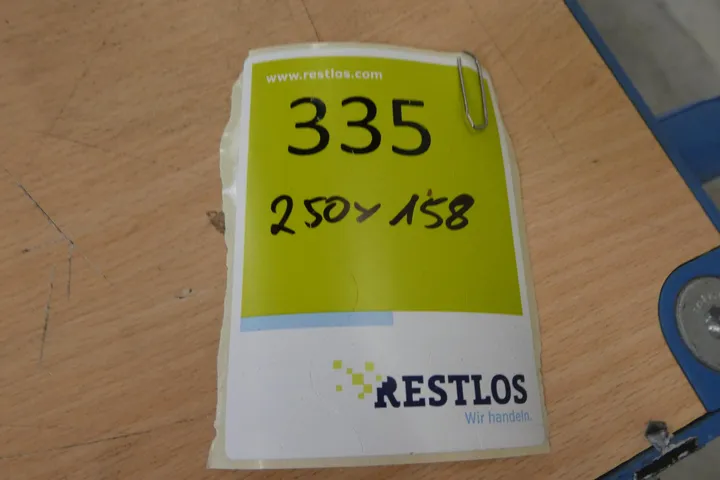 www.restlos.com
335
250x158
RESTLOS
Wir handeln.